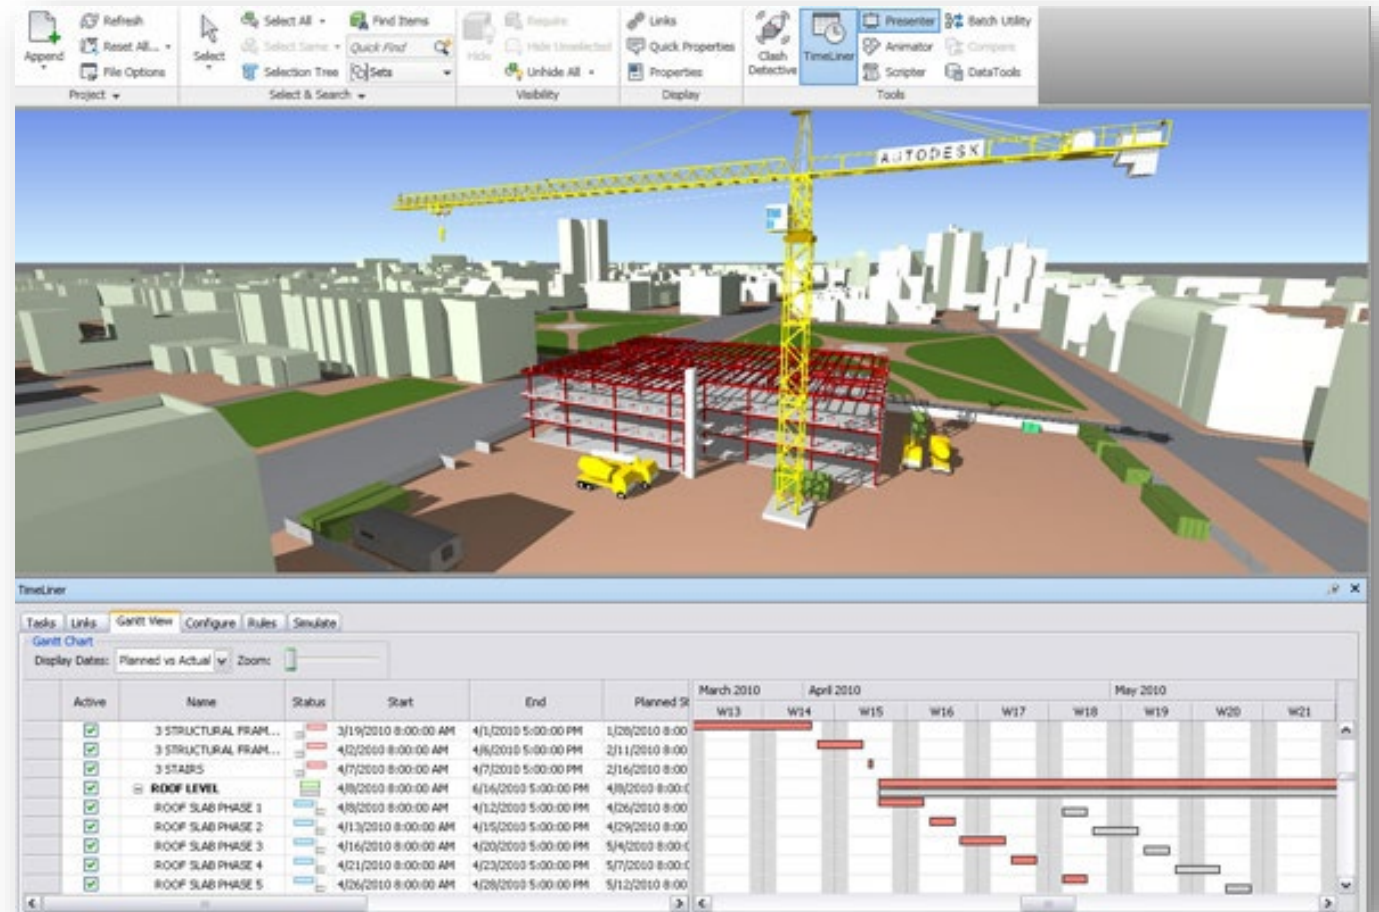 Append
Refresh
Reset All...
File Options
Project
Select
Select All
Select Same
Selection Tree
Find Items
Quick Find
Sets
Select & Search
Hide
Require
Hide Unselected
Unhide All
Visibility
Links
Quick Properties
Properties
Display
Clash Detective
TimeLiner
Presenter
Animator
Scripter
Batch Utility
Compare
DataTools
Tools
AUTODESK
TimeLiner
Tasks Links Gantt View Configure Rules Simulate
Gantt Chart
Display Dates: Planned vs Actual Zoom:
Active Name Status Start End Planned St
March 2010 April 2010 May 2010
W13 W14 W15 W16 W17 W18 W19 W20 W21
3 STRUCTURAL FRAM... 3/19/2010 8:00:00 AM 4/1/2010 5:00:00 PM 1/28/2010 8:00
3 STRUCTURAL FRAM... 4/2/2010 8:00:00 AM 4/6/2010 5:00:00 PM 2/11/2010 8:00
3 STAIRS 4/7/2010 8:00:00 AM 4/7/2010 5:00:00 PM 2/16/2010 8:00
ROOF LEVEL 4/8/2010 8:00:00 AM 6/16/2010 5:00:00 PM 4/8/2010 8:00:0
ROOF SLAB PHASE 1 4/8/2010 8:00:00 AM 4/12/2010 5:00:00 PM 4/26/2010 8:00
ROOF SLAB PHASE 2 4/13/2010 8:00:00 AM 4/15/2010 5:00:00 PM 4/29/2010 8:00
ROOF SLAB PHASE 3 4/16/2010 8:00:00 AM 4/20/2010 5:00:00 PM 5/4/2010 8:00:0
ROOF SLAB PHASE 4 4/21/2010 8:00:00 AM 4/23/2010 5:00:00 PM 5/7/2010 8:00:0
ROOF SLAB PHASE 5 4/26/2010 8:00:00 AM 4/28/2010 5:00:00 PM 5/12/2010 8:00